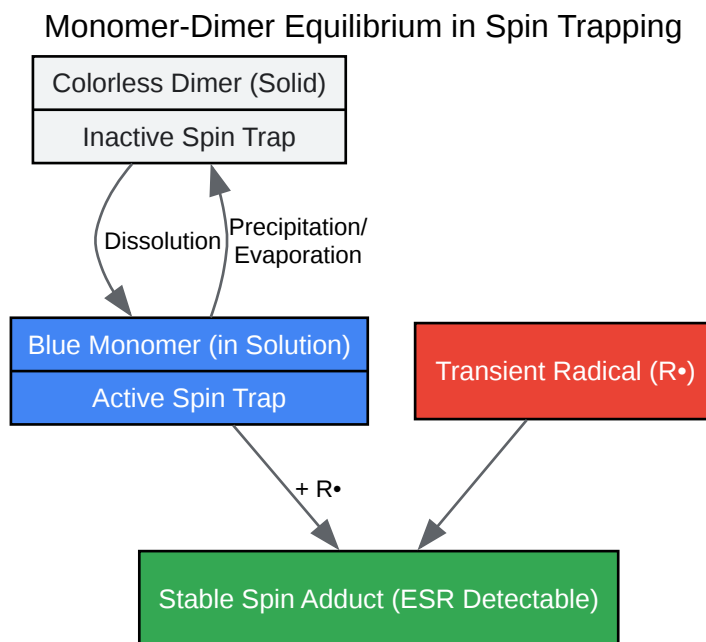 Monomer-Dimer Equilibrium in Spin Trapping
Colorless Dimer (Solid)
Inactive Spin Trap
Dissolution
Precipitation/
Evaporation
Blue Monomer (in Solution)
Active Spin Trap
Transient Radical (R•)
+ R•
Stable Spin Adduct (ESR Detectable)